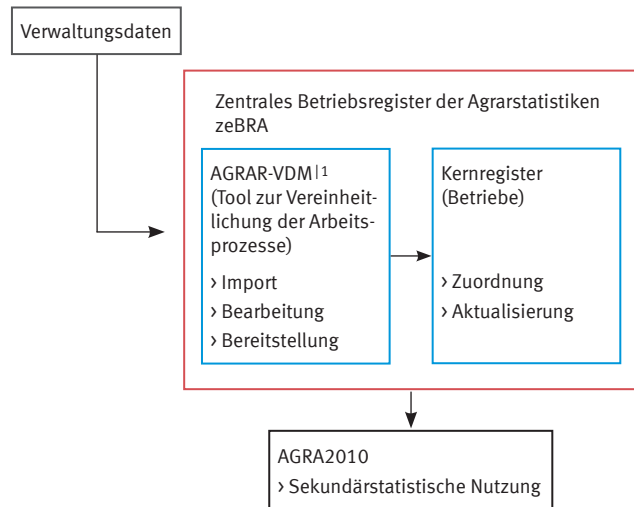 Verwaltungsdaten
Zentrales Betriebsregister der Agrarstatistiken
zeBRA
AGRAR-VDM|1
(Tool zur Vereinheit-
lichung der Arbeits-
prozesse)
› Import
› Bearbeitung
› Bereitstellung
Kernregister
(Betriebe)
› Zuordnung
› Aktualisierung
AGRA2010
› Sekundärstatistische Nutzung